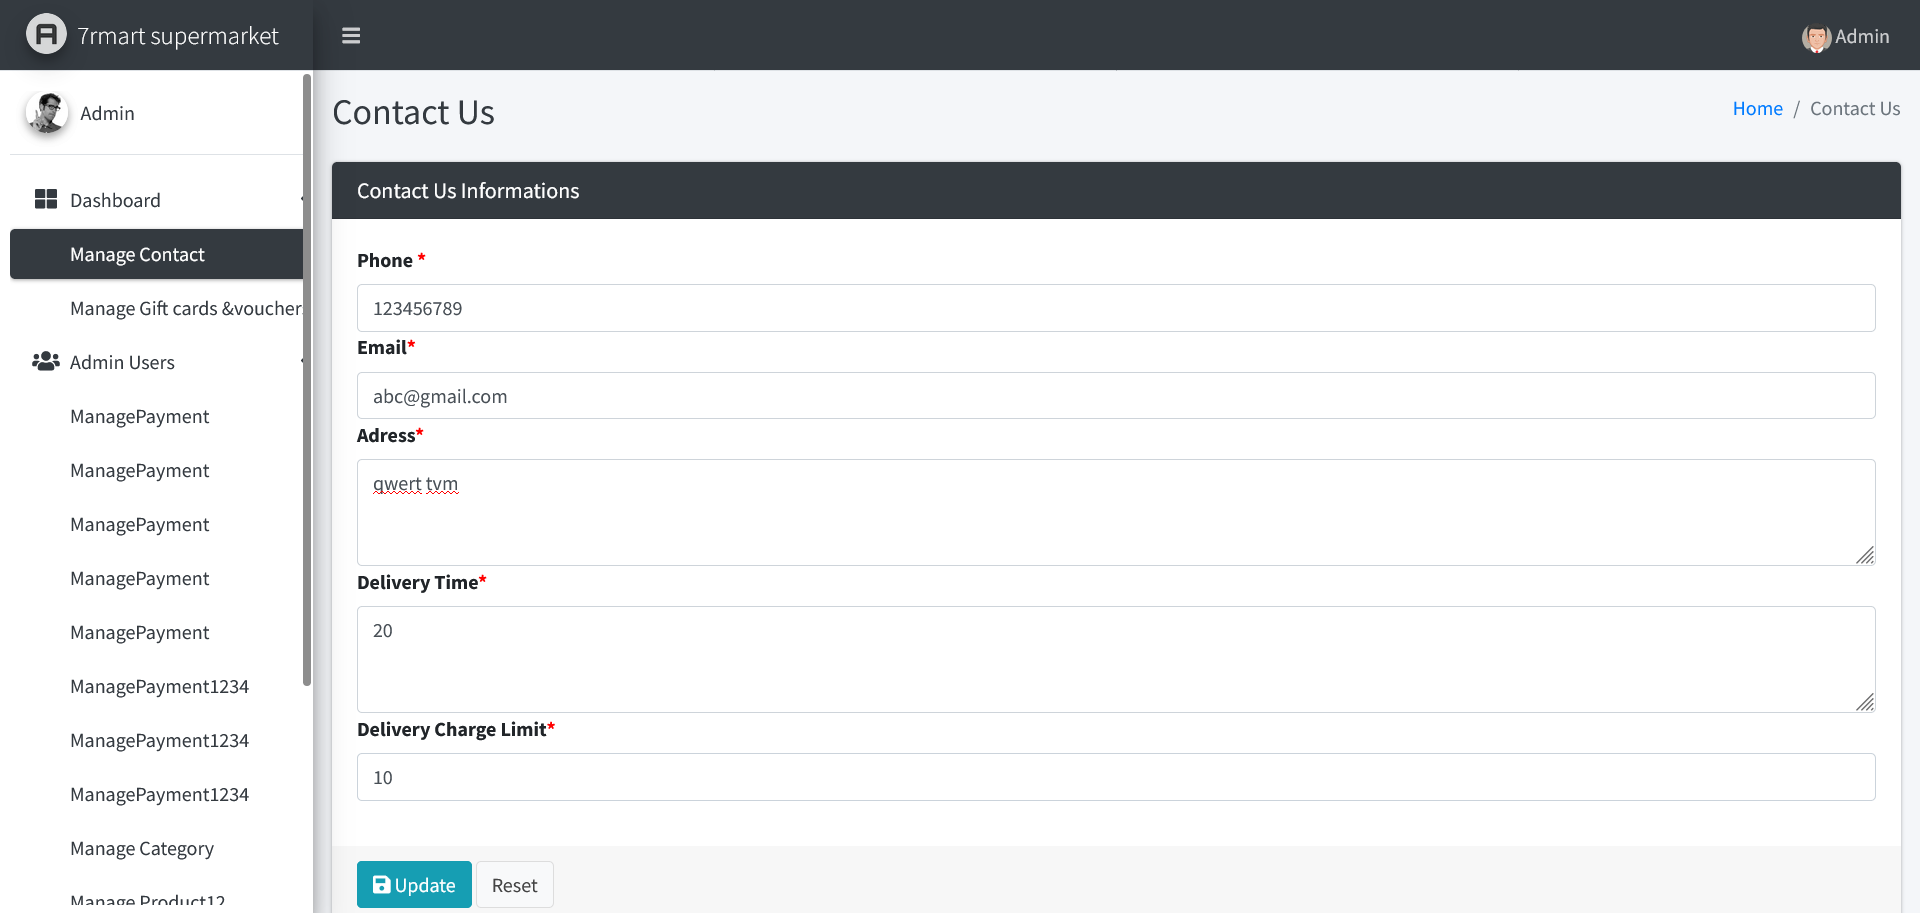 7rmart supermarket
Admin
Admin
Dashboard
Manage Contact
Manage Gift cards &voucher
Admin Users
ManagePayment
ManagePayment
ManagePayment
ManagePayment
ManagePayment
ManagePayment1234
ManagePayment1234
ManagePayment1234
Manage Category
Manage Product12
Contact Us
Home / Contact Us
Contact Us Informations
Phone *
123456789
Email*
abc@gmail.com
Adress*
qwert tvm
Delivery Time*
20
Delivery Charge Limit*
10
Update
Reset